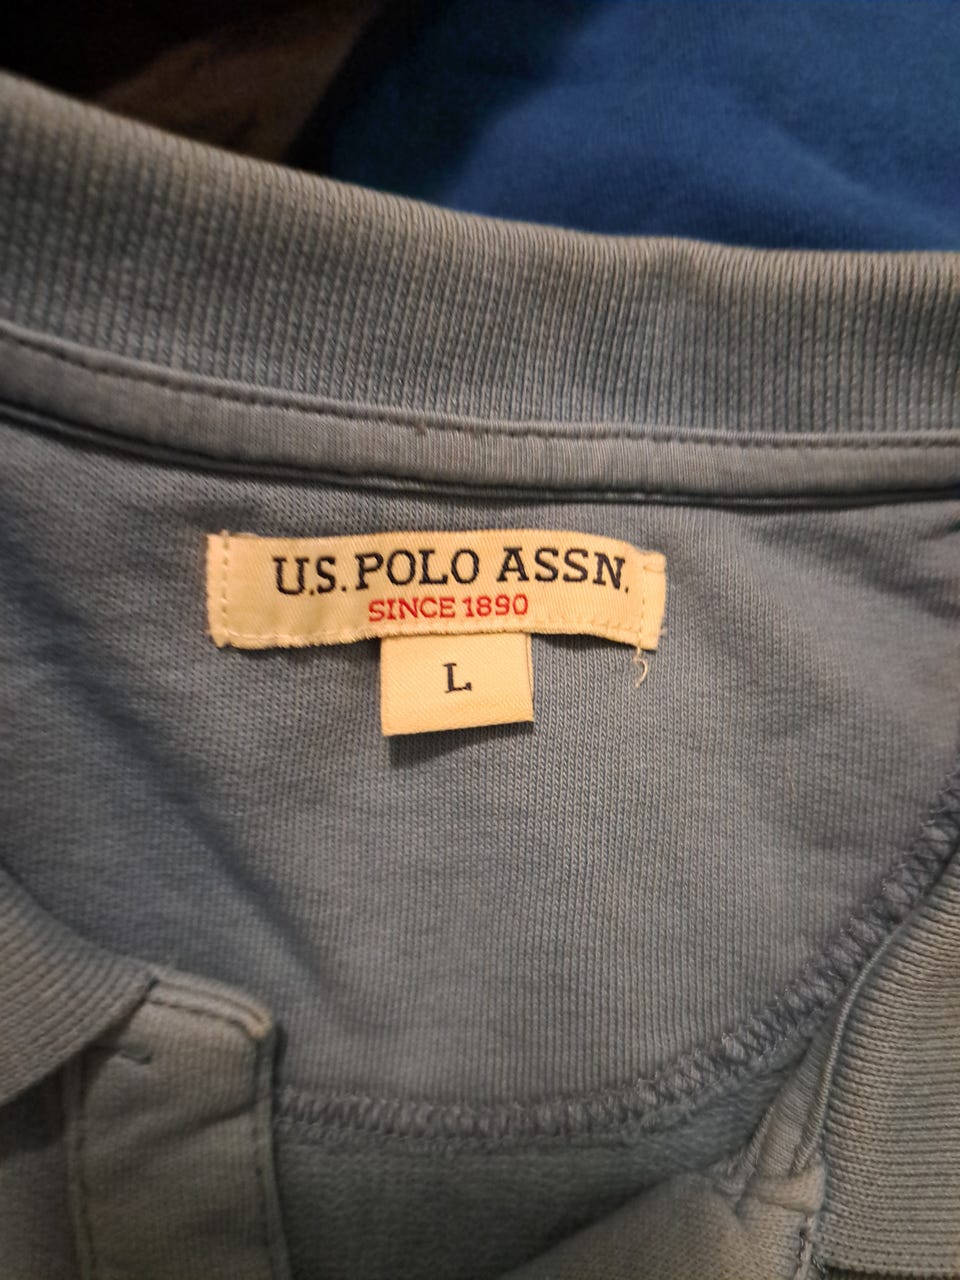 U.S. POLO ASSN.
SINCE 1890
L